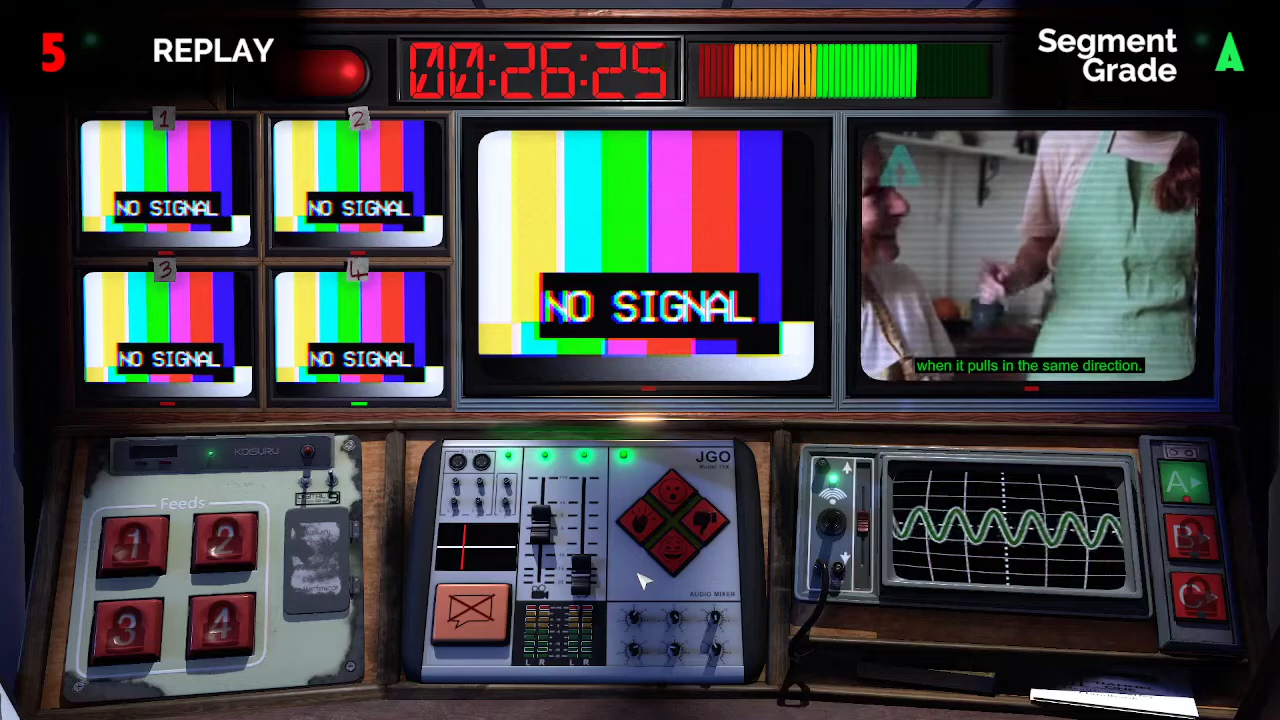 5
REPLAY
00:26:25
Segment
Grade
A
1
2
NO SIGNAL
NO SIGNAL
3
4
NO SIGNAL
NO SIGNAL
NO SIGNAL
when it pulls in the same direction.
KOGURU
Feeds
1
2
3
4
JGO
AUDIO MIXER
L R
L R
A
B
C